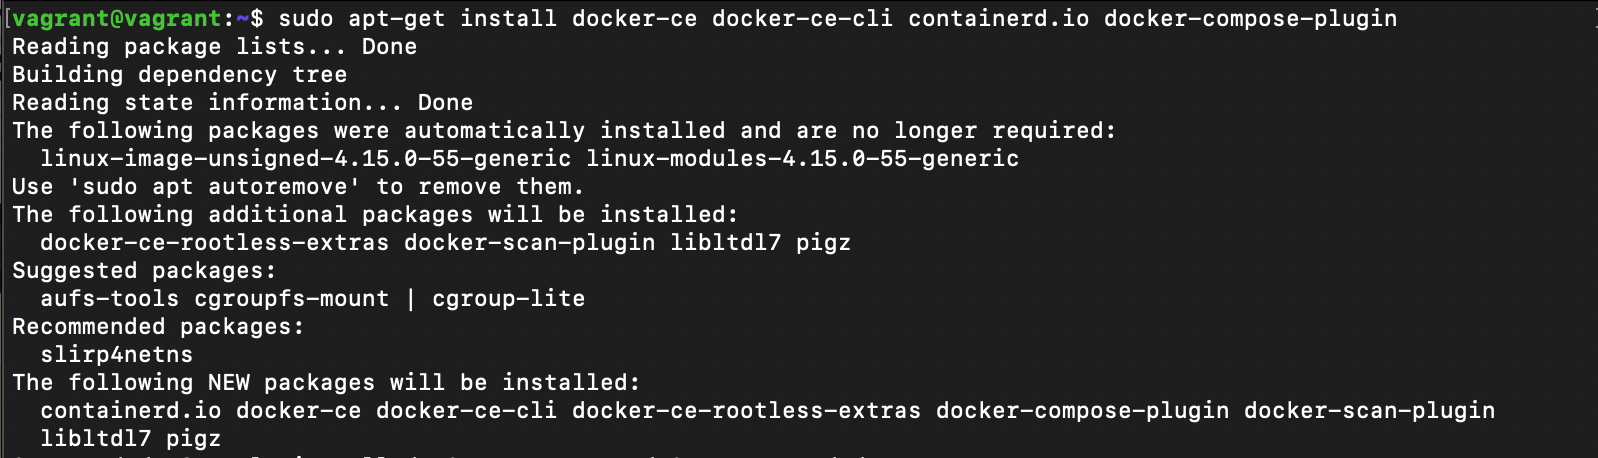 [vagrant@vagrant:~$ sudo apt-get install docker-ce docker-ce-cli containerd.io docker-compose-plugin
Reading package lists... Done
Building dependency tree
Reading state information... Done
The following packages were automatically installed and are no longer required:
  linux-image-unsigned-4.15.0-55-generic linux-modules-4.15.0-55-generic
Use 'sudo apt autoremove' to remove them.
The following additional packages will be installed:
  docker-ce-rootless-extras docker-scan-plugin libltdl7 pigz
Suggested packages:
  aufs-tools cgroupfs-mount | cgroup-lite
Recommended packages:
  slirp4netns
The following NEW packages will be installed:
  containerd.io docker-ce docker-ce-cli docker-ce-rootless-extras docker-compose-plugin docker-scan-plugin
  libltdl7 pigz